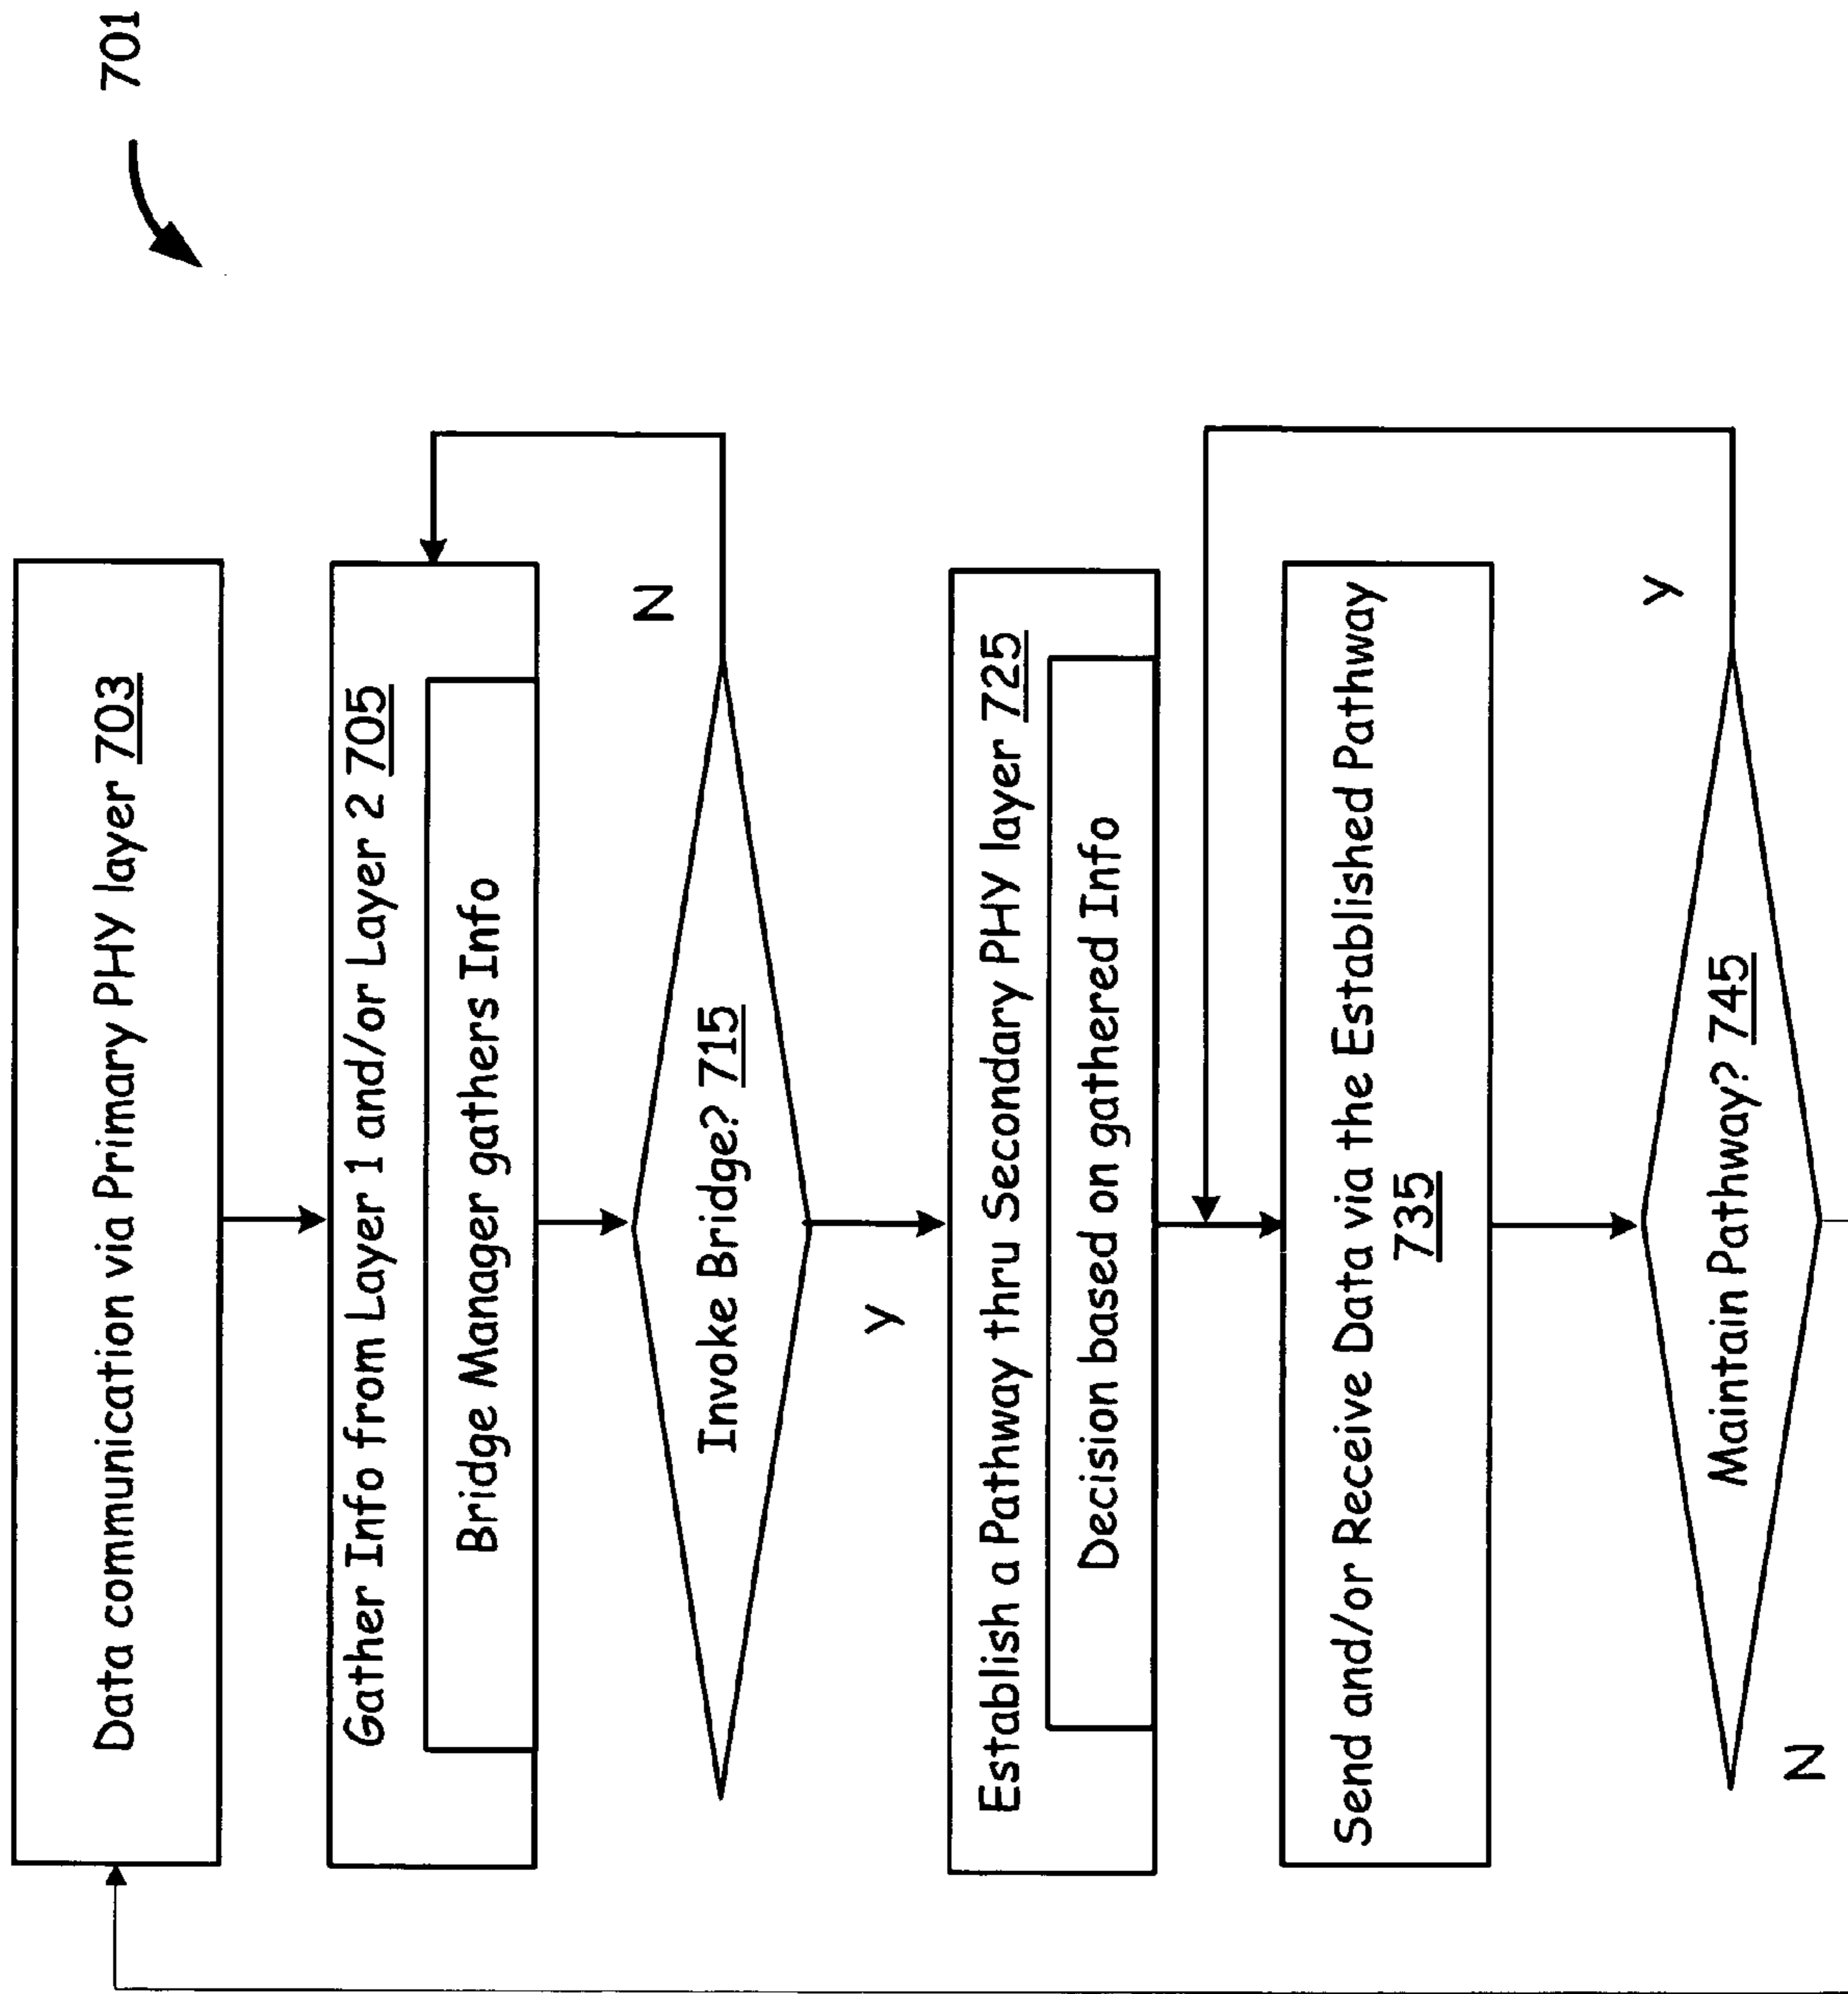 701
Data communication via Primary PHY layer 703
Gather Info from Layer 1 and/or Layer 2 705
Bridge Manager gathers Info
N
Invoke Bridge? 715
Y
Establish a Pathway thru Secondary PHY layer 725
Decision based on gathered Info
Send and/or Receive Data via the Established Pathway
735
Y
Maintain Pathway? 745
N